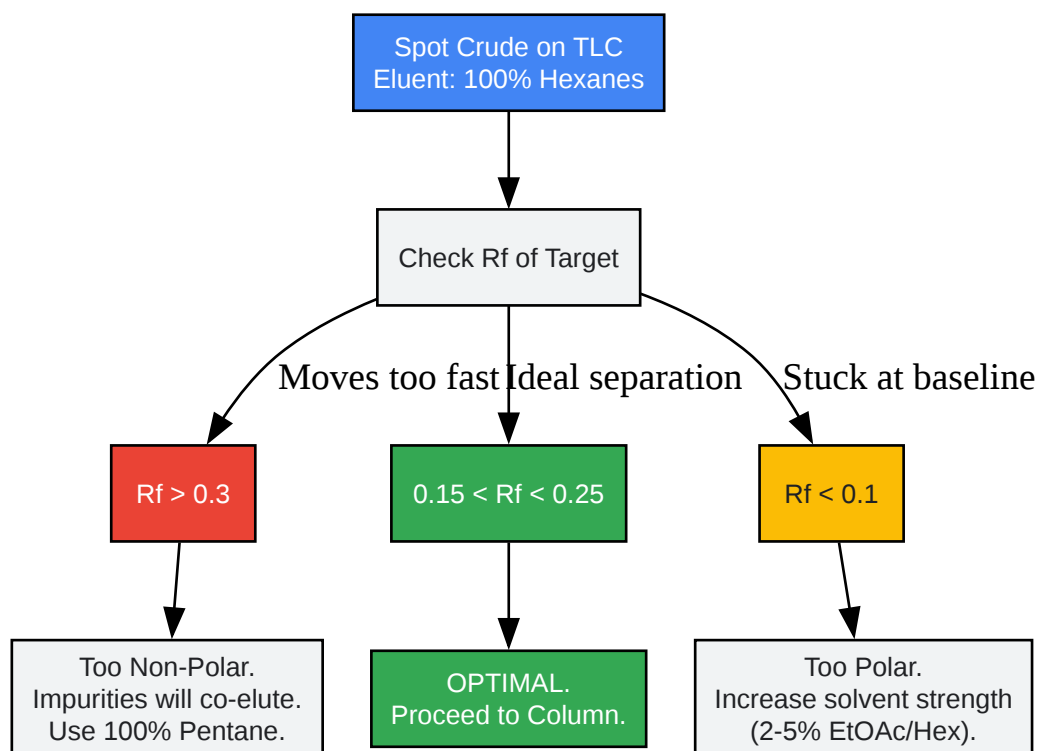 Spot Crude on TLC
Eluent: 100% Hexanes
Check Rf of Target
Moves too fast
Ideal separation
Stuck at baseline
Rf > 0.3
0.15 < Rf < 0.25
Rf < 0.1
Too Non-Polar.
Impurities will co-elute.
Use 100% Pentane.
OPTIMAL.
Proceed to Column.
Too Polar.
Increase solvent strength
(2-5% EtOAc/Hex).